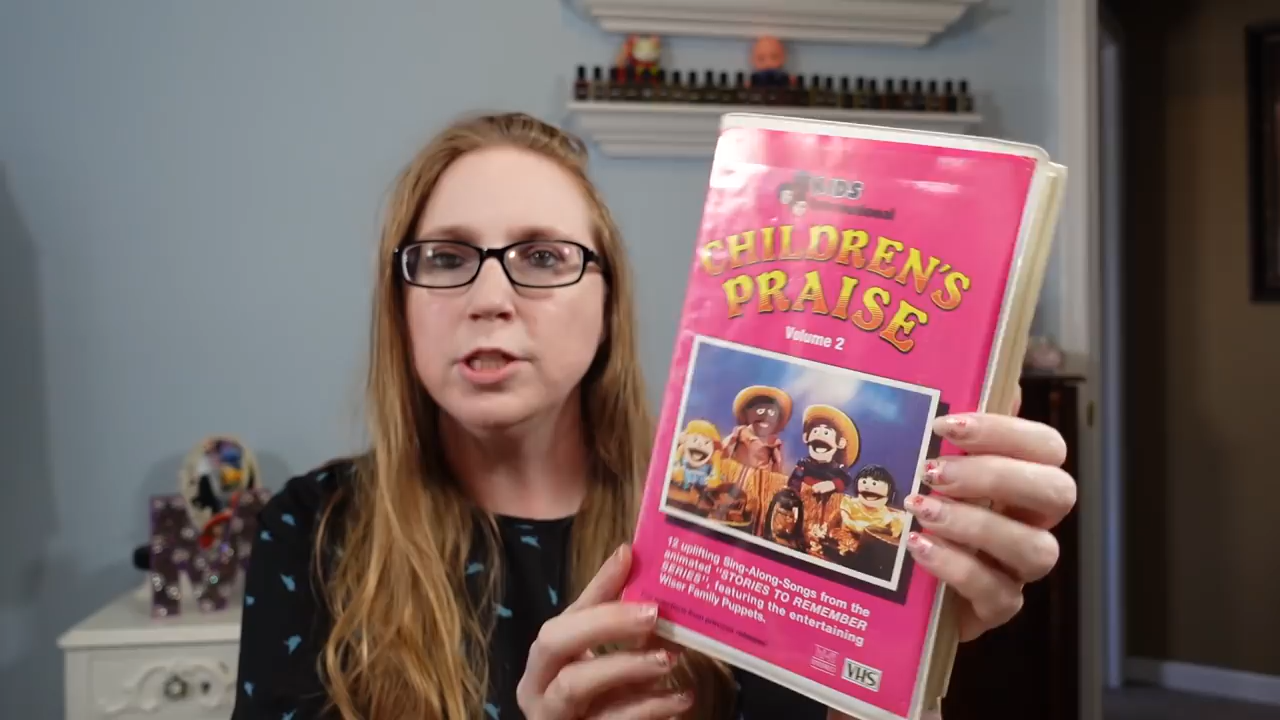 KIDS
International
CHILDREN'S
PRAISE
Volume 2
12 uplifting Sing-Along-Songs from the
animated "STORIES TO REMEMBER
SERIES", featuring the entertaining
Wiser Family Puppets.
VHS